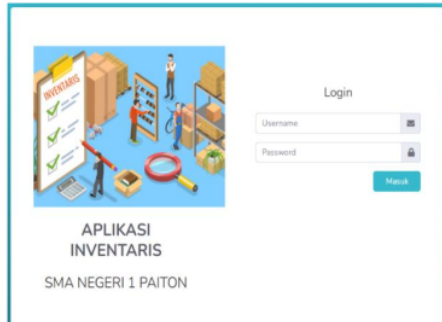 INVENTARIS
APLIKASI
INVENTARIS
SMA NEGERI 1 PAITON
Login
Username
Password
Masuk